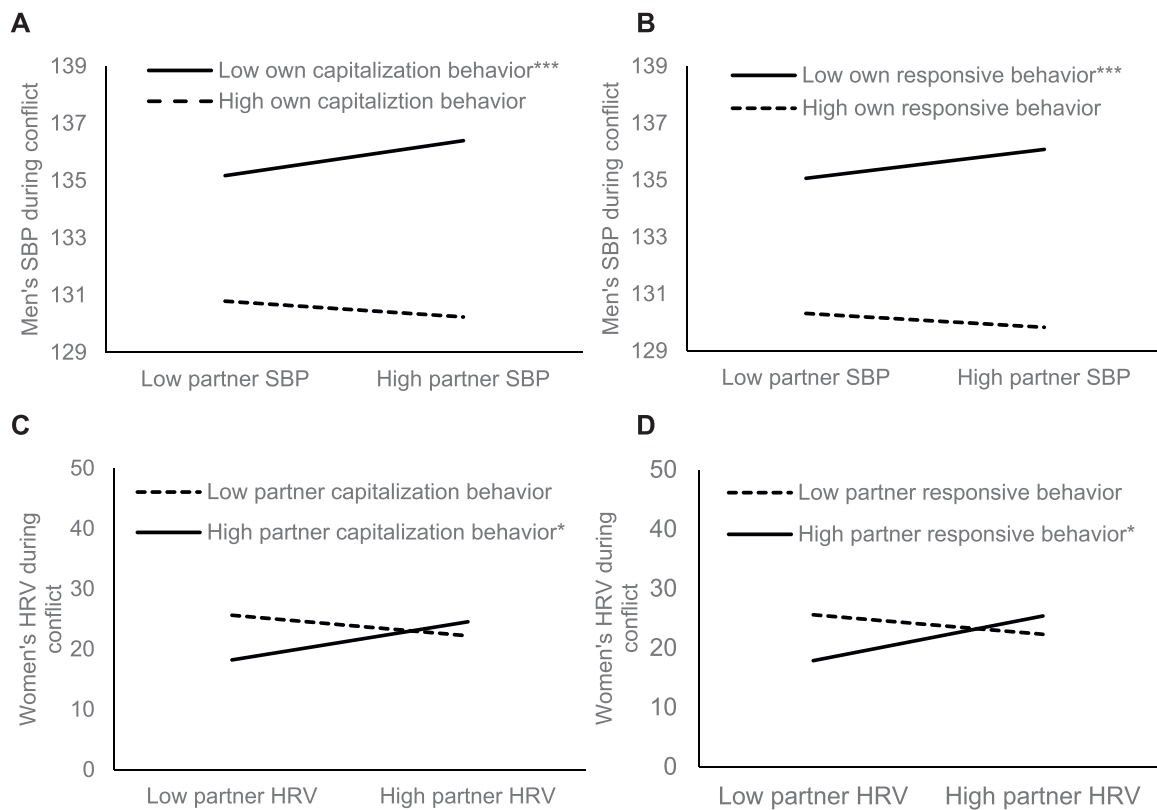 A
139
137
135
133
131
129
Men's SBP during conflict
Low own capitalization behavior***
High own capitaliztion behavior
Low partner SBP
High partner SBP
B
139
137
135
133
131
129
Men's SBP during conflict
Low own responsive behavior***
High own responsive behavior
Low partner SBP
High partner SBP
C
50
40
30
20
10
0
Women's HRV during
conflict
Low partner capitalization behavior
High partner capitalization behavior*
Low partner HRV
High partner HRV
D
50
40
30
20
10
0
Women's HRV during
conflict
Low partner responsive behavior
High partner responsive behavior*
Low partner HRV
High partner HRV